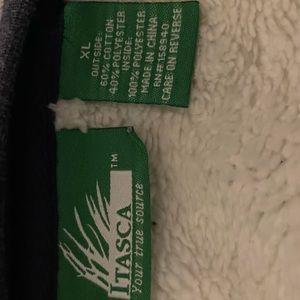 XL
OUTSIDE:
60% COTTON
40% POLYESTER
INSIDE:
100% POLYESTER
MADE IN CHINA
RN# 158940
CARE ON REVERSE
ITASCA™
Your true source